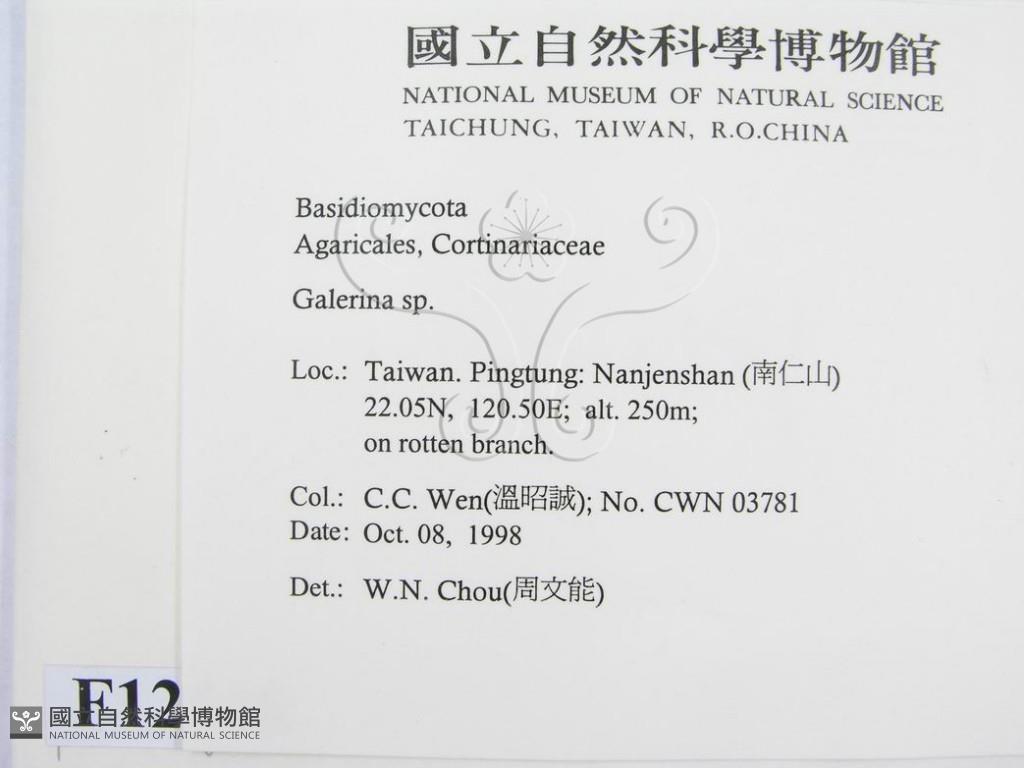 國立自然科學博物館
NATIONAL MUSEUM OF NATURAL SCIENCE
TAICHUNG, TAIWAN, R.O.CHINA
Basidiomycota
Agaricales, Cortinariaceae
Galerina sp.
Loc.: Taiwan. Pingtung: Nanjenshan (南仁山)
22.05N, 120.50E; alt. 250m;
on rotten branch.
Col.: C.C. Wen(溫昭誠); No. CWN 03781
Date: Oct. 08, 1998
Det.: W.N. Chou(周文能)
F12
國立自然科學博物館
NATIONAL MUSEUM OF NATURAL SCIENCE